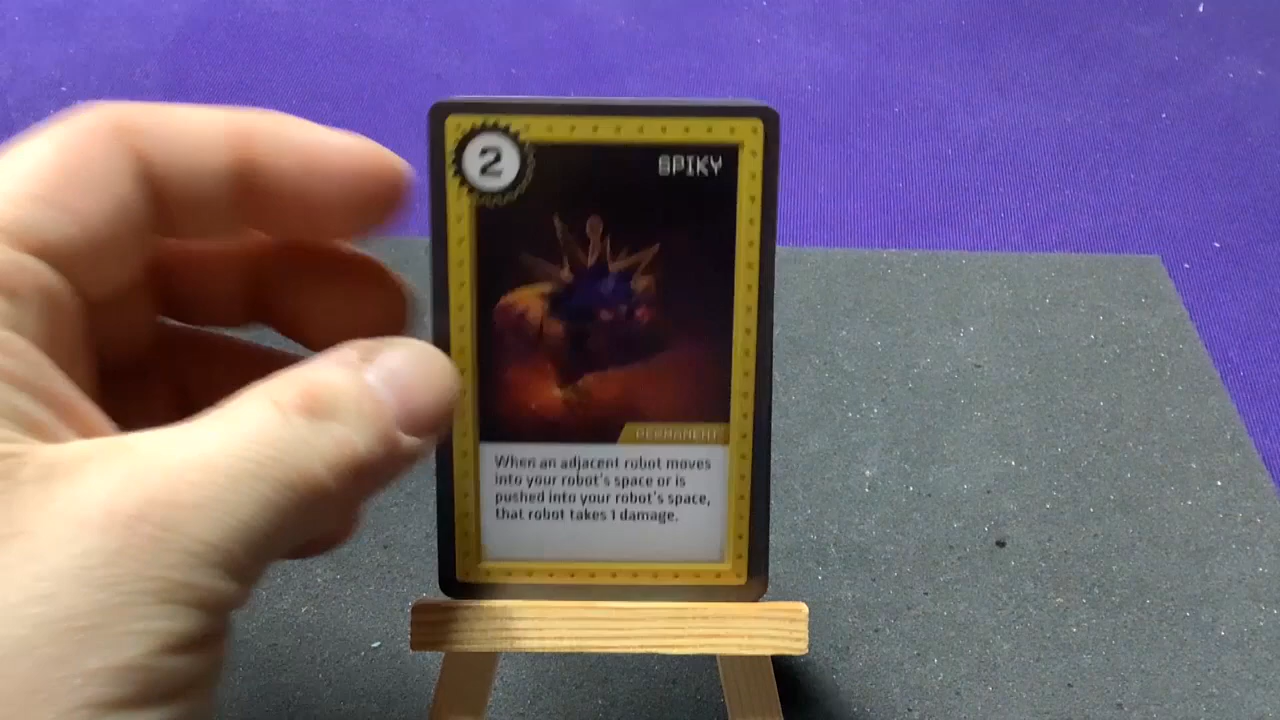 2
SPIKY
PERMANENT
When an adjacent robot moves
into your robot's space or is
pushed into your robot's space,
that robot takes 1 damage.